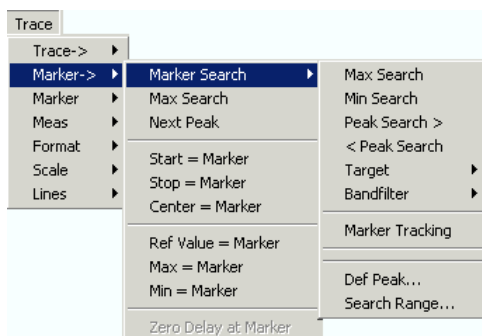 Trace
Trace->
Marker->
Marker
Meas
Format
Scale
Lines
Marker Search
Max Search
Next Peak
Start = Marker
Stop = Marker
Center = Marker
Ref Value = Marker
Max = Marker
Min = Marker
Zero Delay at Marker
Max Search
Min Search
Peak Search >
< Peak Search
Target
Bandfilter
Marker Tracking
Def Peak...
Search Range...